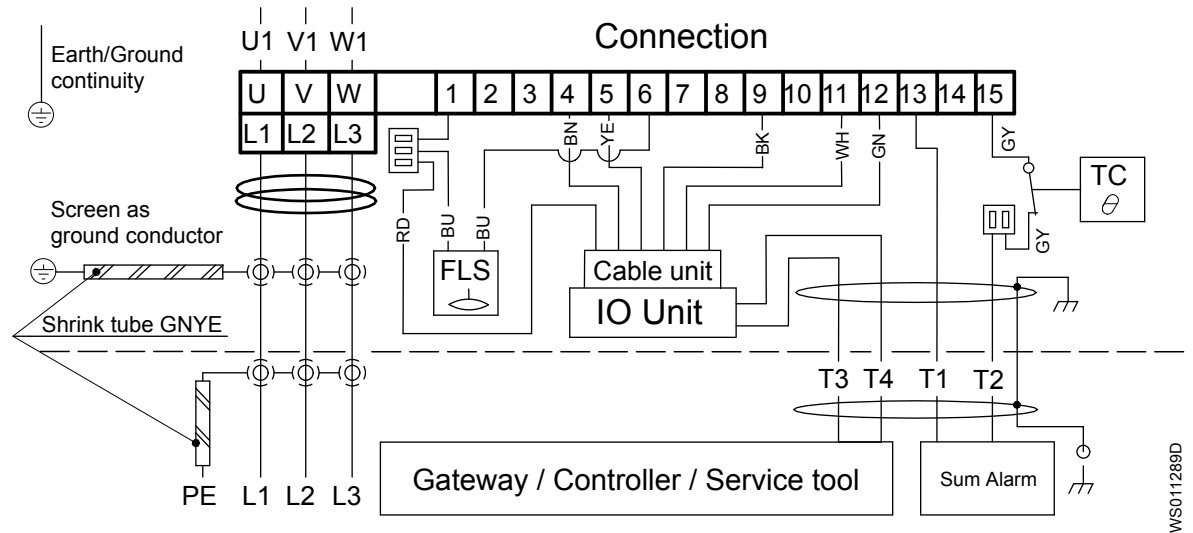 Connection
U1 V1 W1
Earth/Ground
continuity
U V W 1 2 3 4 5 6 7 8 9 10 11 12 13 14 15
L1 L2 L3
BN YE BK WH GN GY
TC
Screen as
ground conductor
RD BU BU
GY
FLS
Cable unit
IO Unit
Shrink tube GNYE
T3 T4 T1 T2
Gateway / Controller / Service tool
Sum Alarm
PE L1 L2 L3
WS011289D